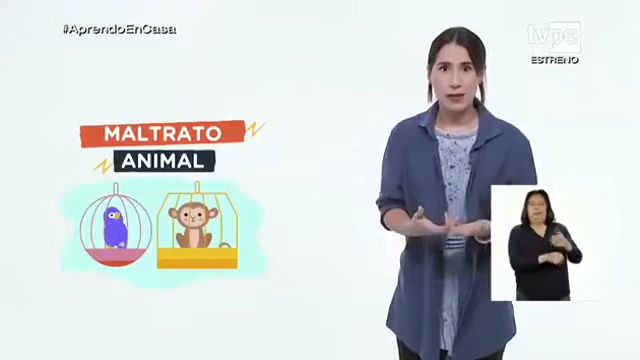 #AprendoEnCasa
tvpe
ESTRENO
MALTRATO
ANIMAL